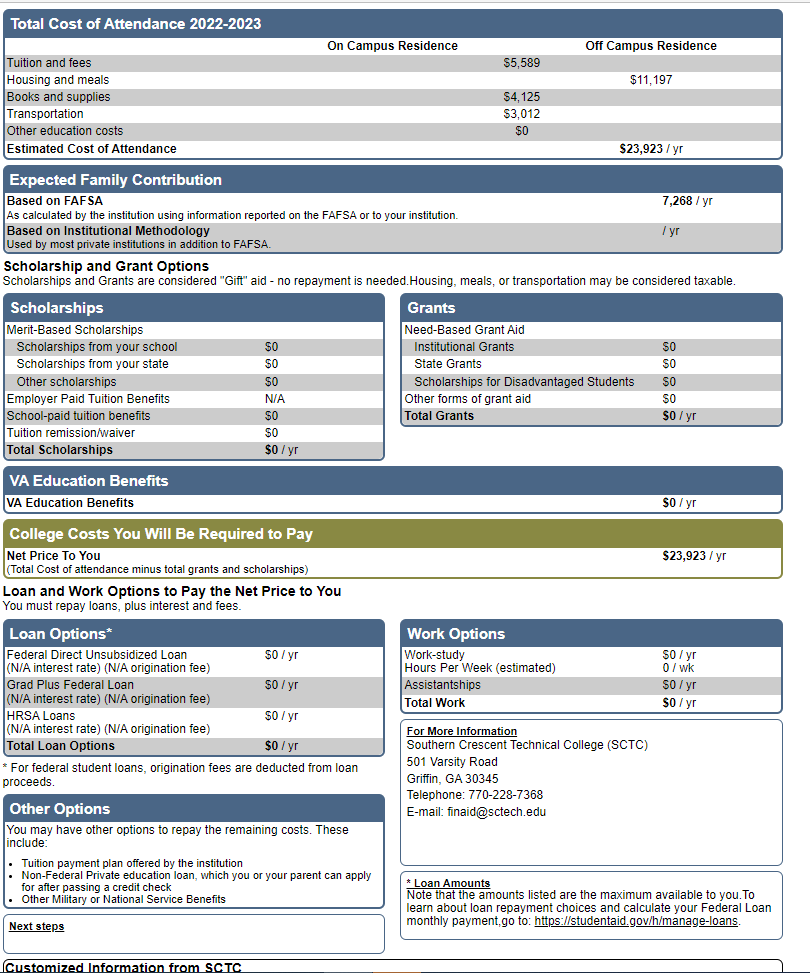 Total Cost of Attendance 2022-2023
On Campus Residence Off Campus Residence
Tuition and fees $5,589
Housing and meals $11,197
Books and supplies $4,125
Transportation $3,012
Other education costs $0
Estimated Cost of Attendance $23,923 / yr
Expected Family Contribution
Based on FAFSA 7,268 / yr
As calculated by the institution using information reported on the FAFSA or to your institution.
Based on Institutional Methodology / yr
Used by most private institutions in addition to FAFSA.
Scholarship and Grant Options
Scholarships and Grants are considered "Gift" aid - no repayment is needed.Housing, meals, or transportation may be considered taxable.
Scholarships
Merit-Based Scholarships
Scholarships from your school $0
Scholarships from your state $0
Other scholarships $0
Employer Paid Tuition Benefits N/A
School-paid tuition benefits $0
Tuition remission/waiver $0
Total Scholarships $0 / yr
Grants
Need-Based Grant Aid
Institutional Grants $0
State Grants $0
Scholarships for Disadvantaged Students $0
Other forms of grant aid $0
Total Grants $0 / yr
VA Education Benefits
VA Education Benefits $0 / yr
College Costs You Will Be Required to Pay
Net Price To You $23,923 / yr
(Total Cost of attendance minus total grants and scholarships)
Loan and Work Options to Pay the Net Price to You
You must repay loans, plus interest and fees.
Loan Options*
Federal Direct Unsubsidized Loan $0 / yr
(N/A interest rate) (N/A origination fee)
Grad Plus Federal Loan $0 / yr
(N/A interest rate) (N/A origination fee)
HRSA Loans $0 / yr
(N/A interest rate) (N/A origination fee)
Total Loan Options $0 / yr
* For federal student loans, origination fees are deducted from loan
proceeds.
Other Options
You may have other options to repay the remaining costs. These
include:
• Tuition payment plan offered by the institution
• Non-Federal Private education loan, which you or your parent can apply
for after passing a credit check
• Other Military or National Service Benefits
Next steps
Work Options
Work-study $0 / yr
Hours Per Week (estimated) 0 / wk
Assistantships $0 / yr
Total Work $0 / yr
For More Information
Southern Crescent Technical College (SCTC)
501 Varsity Road
Griffin, GA 30345
Telephone: 770-228-7368
E-mail: finaid@sctech.edu
* Loan Amounts
Note that the amounts listed are the maximum available to you.To
learn about loan repayment choices and calculate your Federal Loan
monthly payment,go to: https://studentaid.gov/h/manage-loans.
Customized Information from SCTC